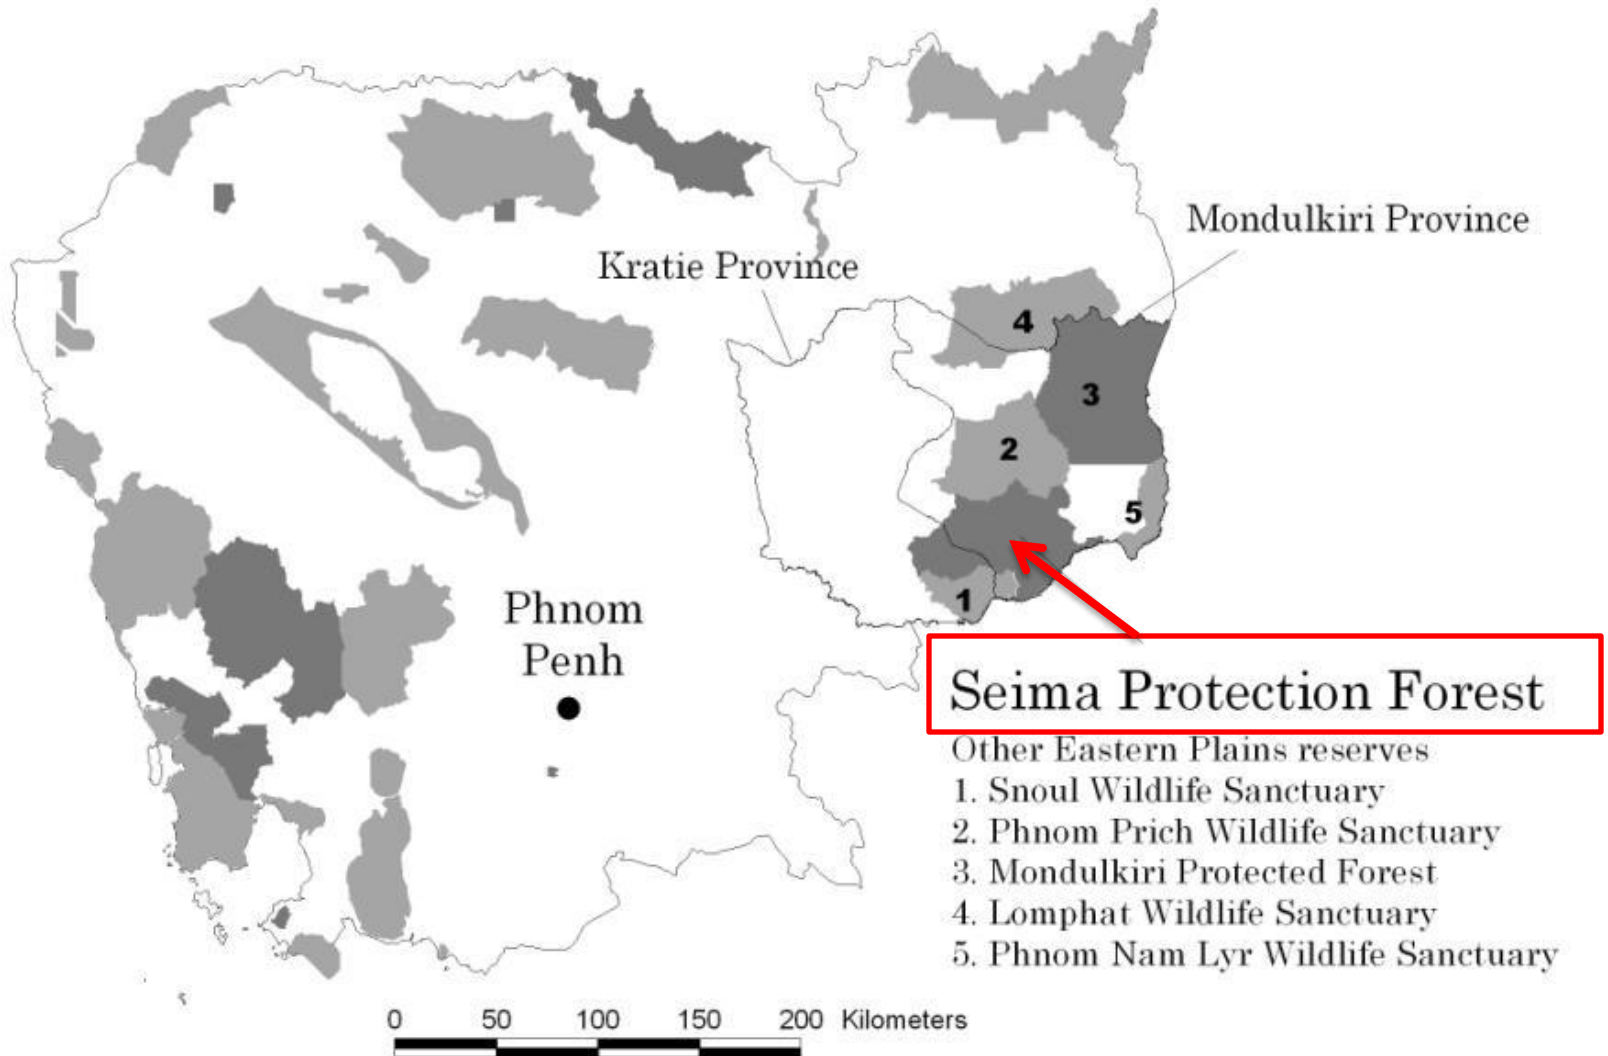 Mondulkiri Province
Kratie Province
4
3
2
5
1
Phnom
Penh
Seima Protection Forest
Other Eastern Plains reserves
1. Snoul Wildlife Sanctuary
2. Phnom Prich Wildlife Sanctuary
3. Mondulkiri Protected Forest
4. Lomphat Wildlife Sanctuary
5. Phnom Nam Lyr Wildlife Sanctuary
0 50 100 150 200 Kilometers